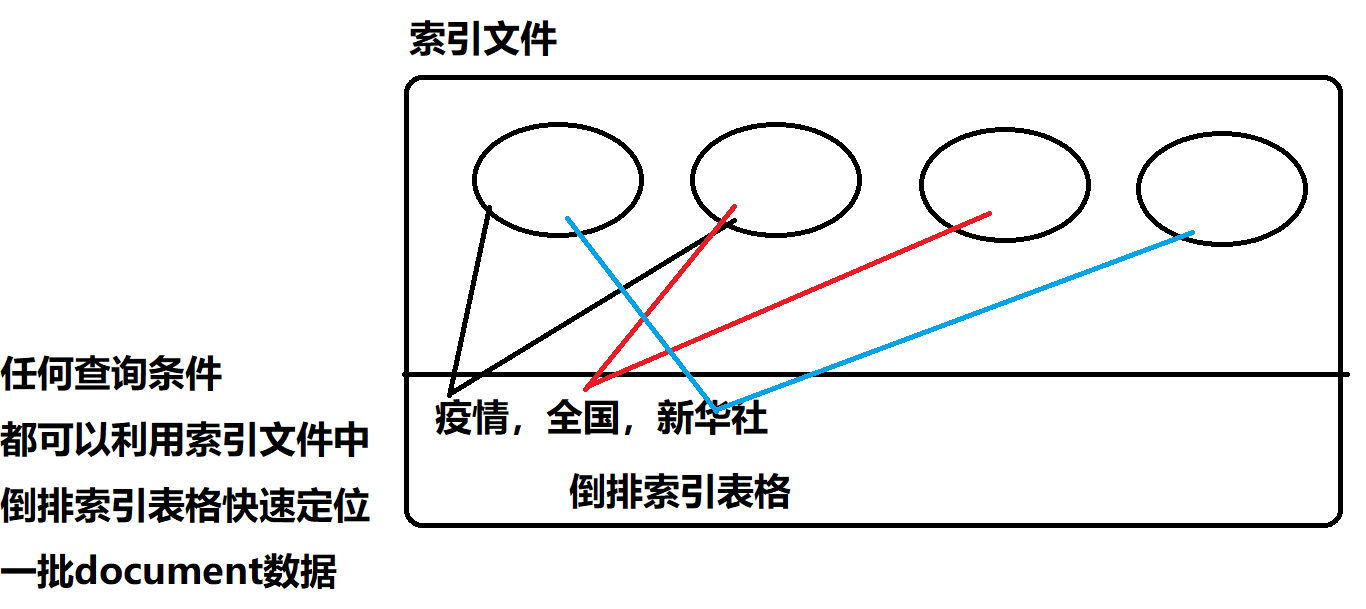 索引文件
疫情，全国，新华社
倒排索引表格
任何查询条件
都可以利用索引文件中
倒排索引表格快速定位
一批document数据